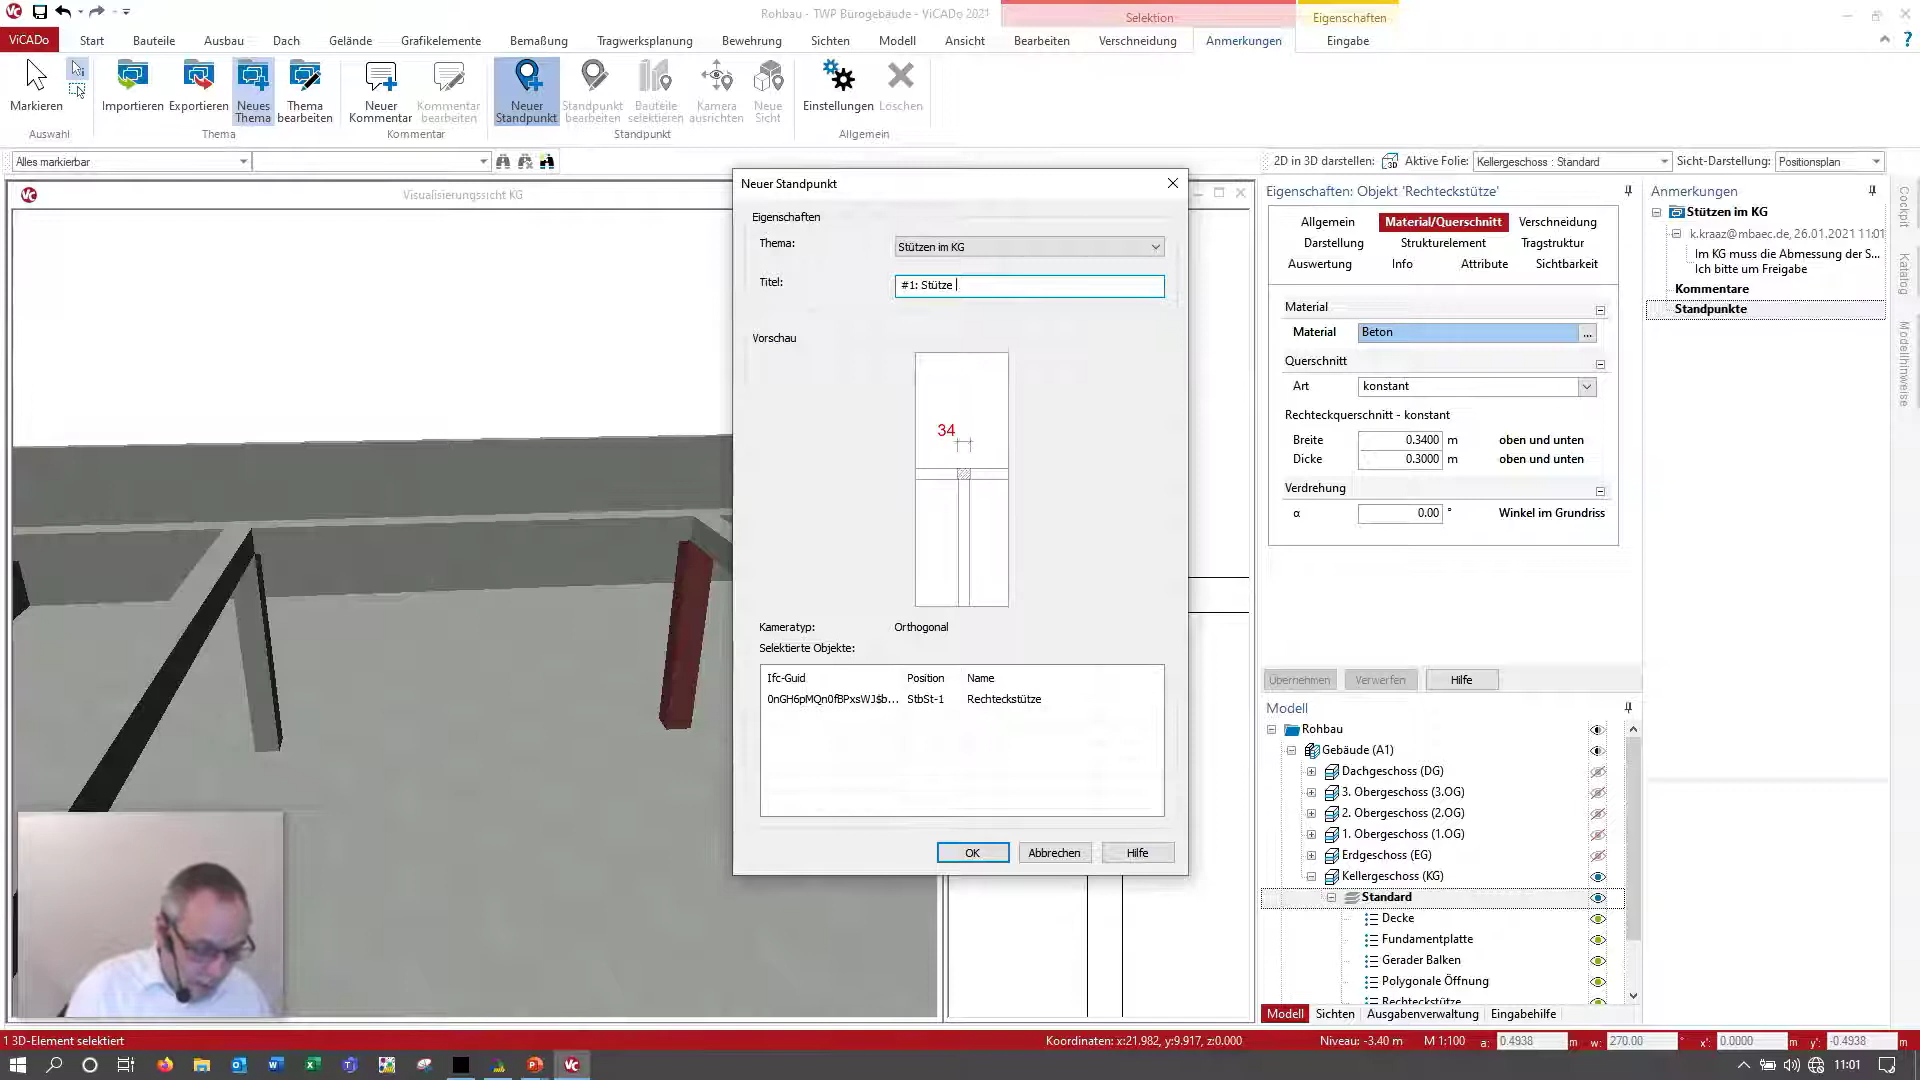 Rohbau - TWP Bürogebäude - ViCADo 2021
Selektion
Eigenschaften
ViCADo
Start
Bauteile
Ausbau
Dach
Gelände
Grafikelemente
Bemaßung
Tragwerksplanung
Bewehrung
Sichten
Modell
Ansicht
Bearbeiten
Verschneidung
Anmerkungen
Eingabe
Markieren
Importieren
Exportieren
Neues Thema
Thema bearbeiten
Neuer Kommentar
Kommentar bearbeiten
Neuer Standpunkt
Standpunkt bearbeiten
Bauteile selektieren
Kamera ausrichten
Neue Sicht
Einstellungen
Löschen
Auswahl
Thema
Kommentar
Standpunkt
Allgemein
Alles markierbar
2D in 3D darstellen:
Aktive Folie:
Kellergeschoss : Standard
Sicht-Darstellung:
Positionsplan
Visualisierungssicht KG
Neuer Standpunkt
Eigenschaften
Thema:
Stützen im KG
Titel:
#1: Stütze
Vorschau
34
Kameratyp:
Orthogonal
Selektierte Objekte:
Ifc-Guid
Position
Name
0nGH6pMQn0fBPxsWJ$b...
StbSt-1
Rechteckstütze
OK
Abbrechen
Hilfe
Eigenschaften: Objekt 'Rechteckstütze'
Allgemein
Material/Querschnitt
Verschneidung
Darstellung
Strukturelement
Tragstruktur
Auswertung
Info
Attribute
Sichtbarkeit
Material
Material
Beton
...
Querschnitt
Art
konstant
Rechteckquerschnitt - konstant
Breite
0.3400
m
oben und unten
Dicke
0.3000
m
oben und unten
Verdrehung
α
0.00
°
Winkel im Grundriss
Übernehmen
Verwerfen
Hilfe
Anmerkungen
Stützen im KG
k.kraaz@mbaec.de, 26.01.2021 11:01
Im KG muss die Abmessung der S...
Ich bitte um Freigabe
Kommentare
Standpunkte
Cockpit
Katalog
Modellhinweise
Modell
Rohbau
Gebäude (A1)
Dachgeschoss (DG)
3. Obergeschoss (3.OG)
2. Obergeschoss (2.OG)
1. Obergeschoss (1.OG)
Erdgeschoss (EG)
Kellergeschoss (KG)
Standard
Decke
Fundamentplatte
Gerader Balken
Polygonale Öffnung
Rechteckstütze
Modell
Sichten
Ausgabenverwaltung
Eingabehilfe
1 3D-Element selektiert
Koordinaten: x:21.982, y:9.917, z:0.000
Niveau: -3.40 m
M 1:100
a:
0.4938
m
w:
270.00
°
x':
0.0000
m
y':
-0.4938
m
11:01